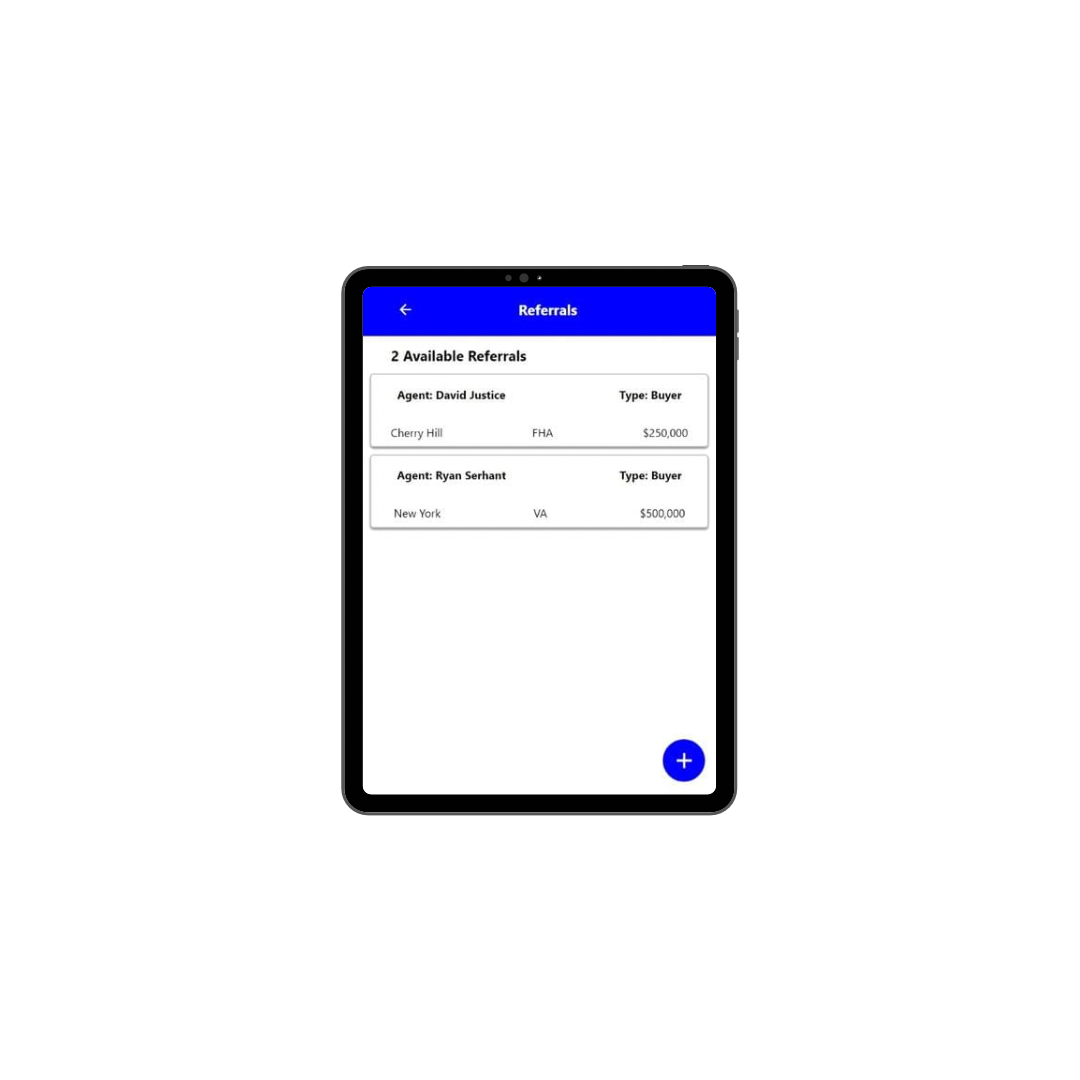 Referrals
2 Available Referrals
Agent: David Justice Type: Buyer
Cherry Hill FHA $250,000
Agent: Ryan Serhant Type: Buyer
New York VA $500,000
+